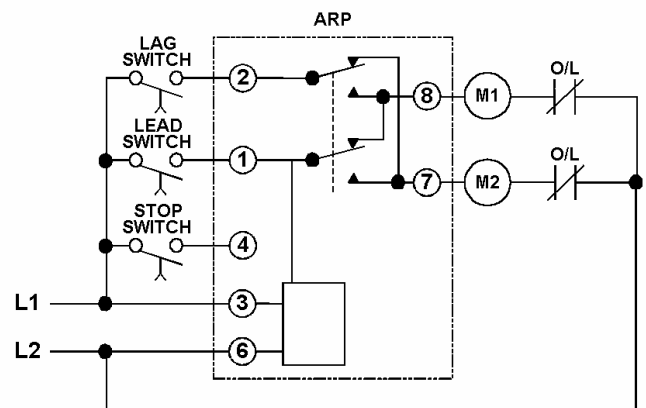 ARP
LAG
SWITCH
2
O/L
8
M1
LEAD
SWITCH
1
O/L
7
M2
STOP
SWITCH
4
L1
3
L2
6